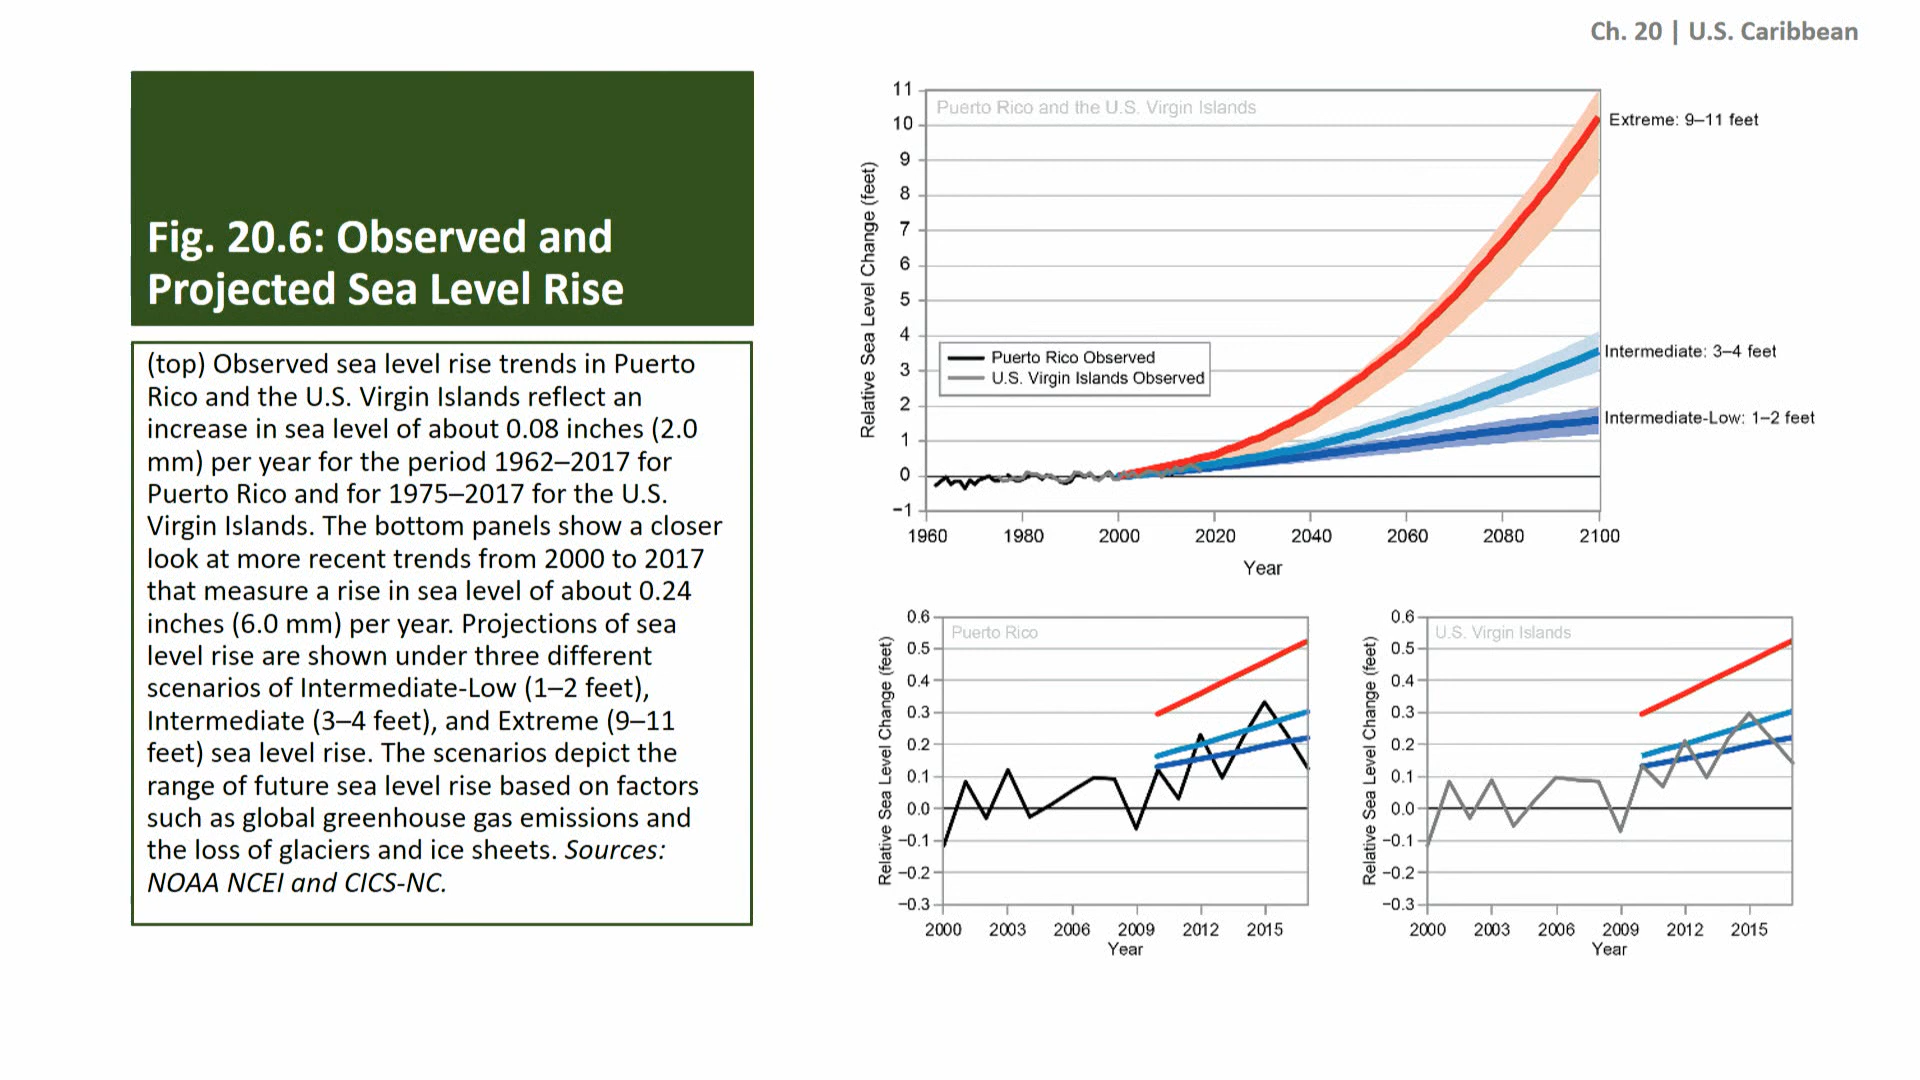 Ch. 20 | U.S. Caribbean
Fig. 20.6: Observed and
Projected Sea Level Rise
(top) Observed sea level rise trends in Puerto
Rico and the U.S. Virgin Islands reflect an
increase in sea level of about 0.08 inches (2.0
mm) per year for the period 1962–2017 for
Puerto Rico and for 1975–2017 for the U.S.
Virgin Islands. The bottom panels show a closer
look at more recent trends from 2000 to 2017
that measure a rise in sea level of about 0.24
inches (6.0 mm) per year. Projections of sea
level rise are shown under three different
scenarios of Intermediate-Low (1–2 feet),
Intermediate (3–4 feet), and Extreme (9–11
feet) sea level rise. The scenarios depict the
range of future sea level rise based on factors
such as global greenhouse gas emissions and
the loss of glaciers and ice sheets. Sources:
NOAA NCEI and CICS-NC.
Puerto Rico and the U.S. Virgin Islands
Relative Sea Level Change (feet)
11
10
9
8
7
6
5
4
3
2
1
0
−1
Extreme: 9–11 feet
Intermediate: 3–4 feet
Intermediate-Low: 1–2 feet
Puerto Rico Observed
U.S. Virgin Islands Observed
1960 1980 2000 2020 2040 2060 2080 2100
Year
Puerto Rico
Relative Sea Level Change (feet)
0.6
0.5
0.4
0.3
0.2
0.1
0.0
−0.1
−0.2
−0.3
2000 2003 2006 2009 2012 2015
Year
U.S. Virgin Islands
Relative Sea Level Change (feet)
0.6
0.5
0.4
0.3
0.2
0.1
0.0
−0.1
−0.2
−0.3
2000 2003 2006 2009 2012 2015
Year